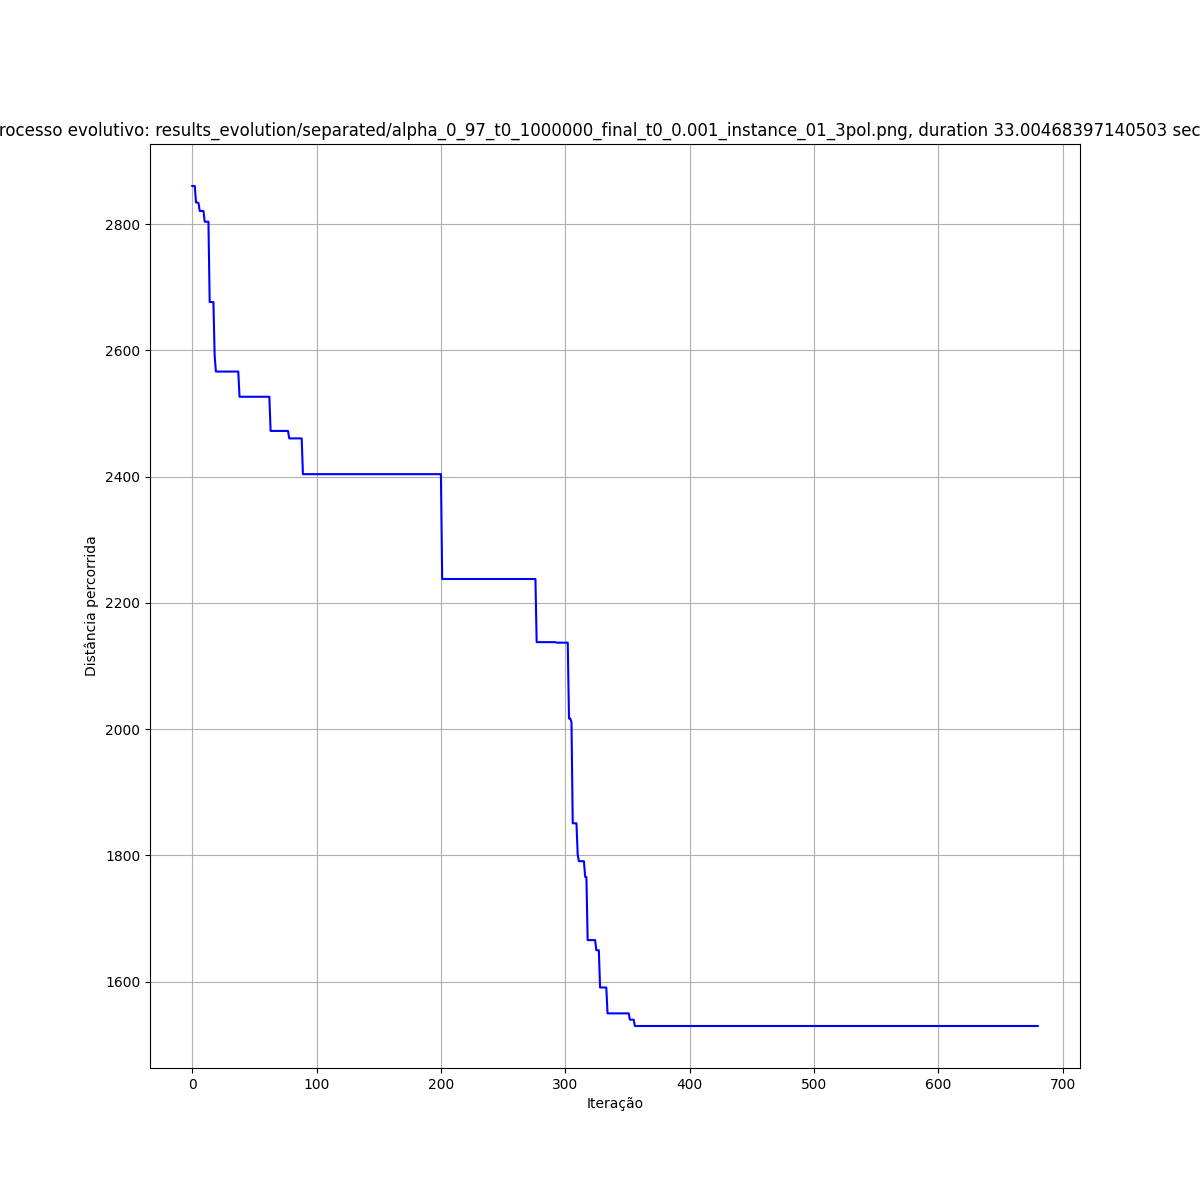 rocesso evolutivo: results_evolution/separated/alpha_0_97_t0_1000000_final_t0_0.001_instance_01_3pol.png, duration 33.00468397140503 sec
2800
2600
2400
2200
2000
1800
1600
Distância percorrida
0 100 200 300 400 500 600 700
Iteração